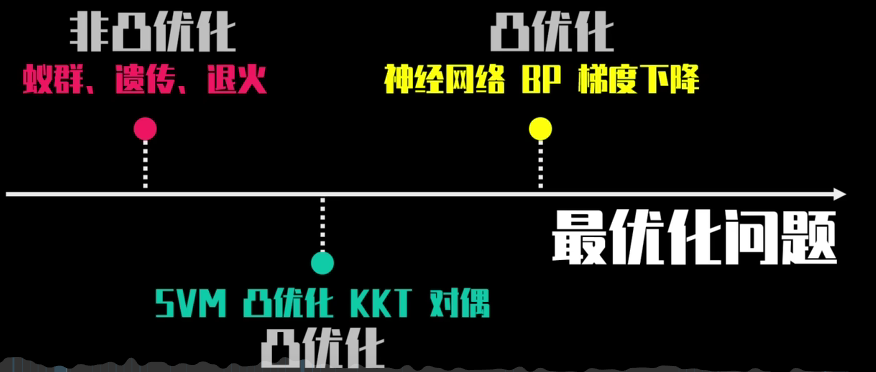 非凸优化
蚁群、遗传、退火
凸优化
神经网络 BP 梯度下降
最优化问题
SVM 凸优化 KKT 对偶
凸优化